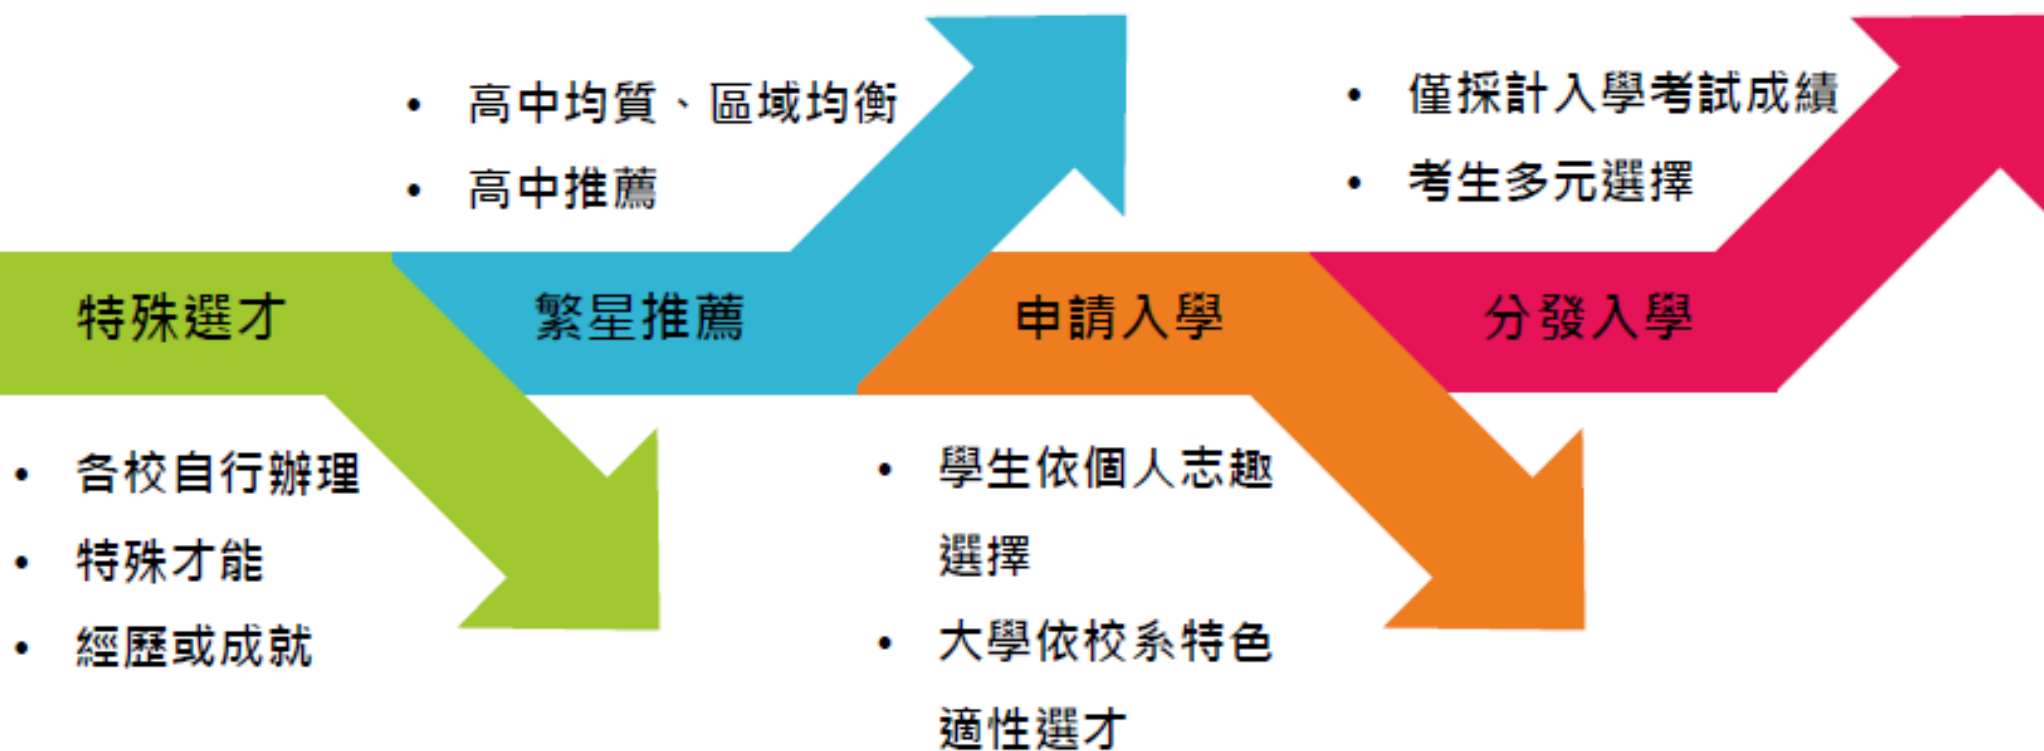 特殊選才
• 各校自行辦理
• 特殊才能
• 經歷或成就
繁星推薦
• 高中均質、區域均衡
• 高中推薦
申請入學
• 學生依個人志趣
選擇
• 大學依校系特色
適性選才
分發入學
• 僅採計入學考試成績
• 考生多元選擇